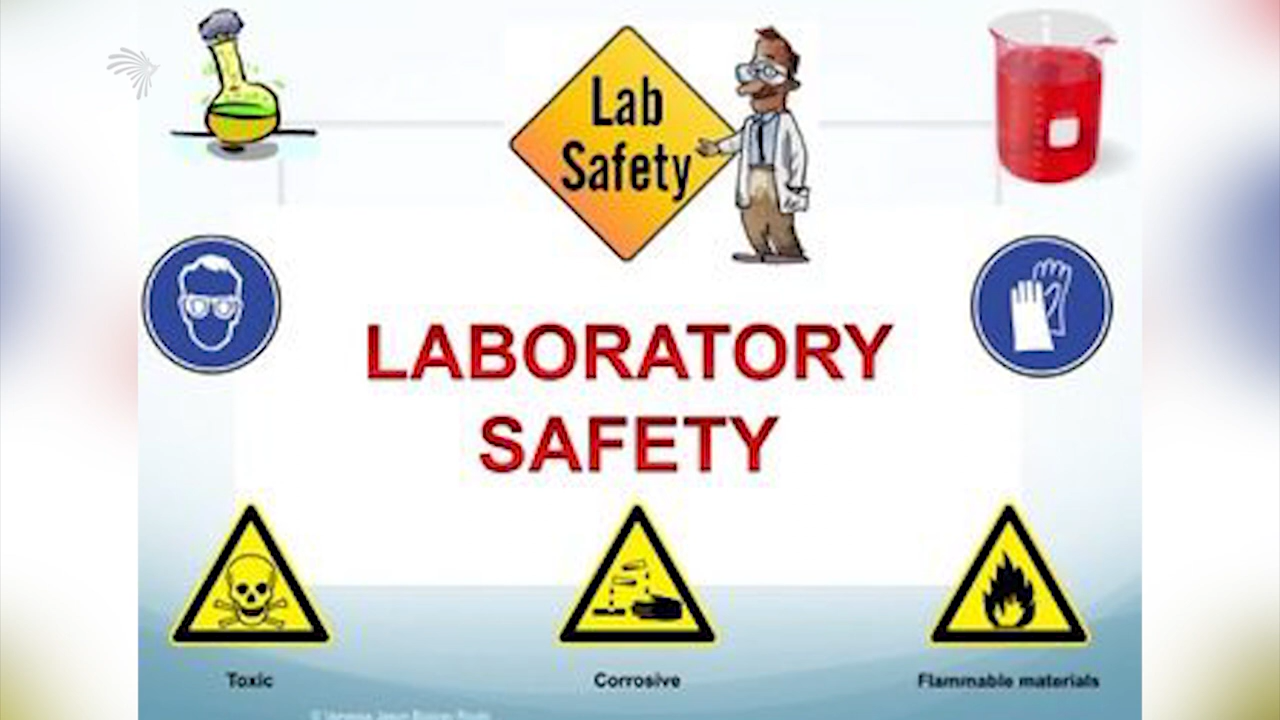 Lab
Safety
LABORATORY
SAFETY
Toxic
Corrosive
Flammable materials